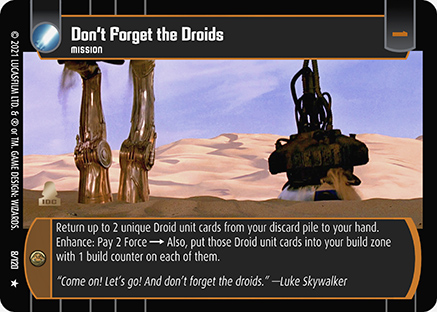 Don't Forget the Droids
MISSION
© 2021 LUCASFILM LTD. & ® or TM. GAME DESIGN: WIZARDS.
8/120
Return up to 2 unique Droid unit cards from your discard pile to your hand.
Enhance: Pay 2 Force → Also, put those Droid unit cards into your build zone
with 1 build counter on each of them.
"Come on! Let's go! And don't forget the droids." —Luke Skywalker